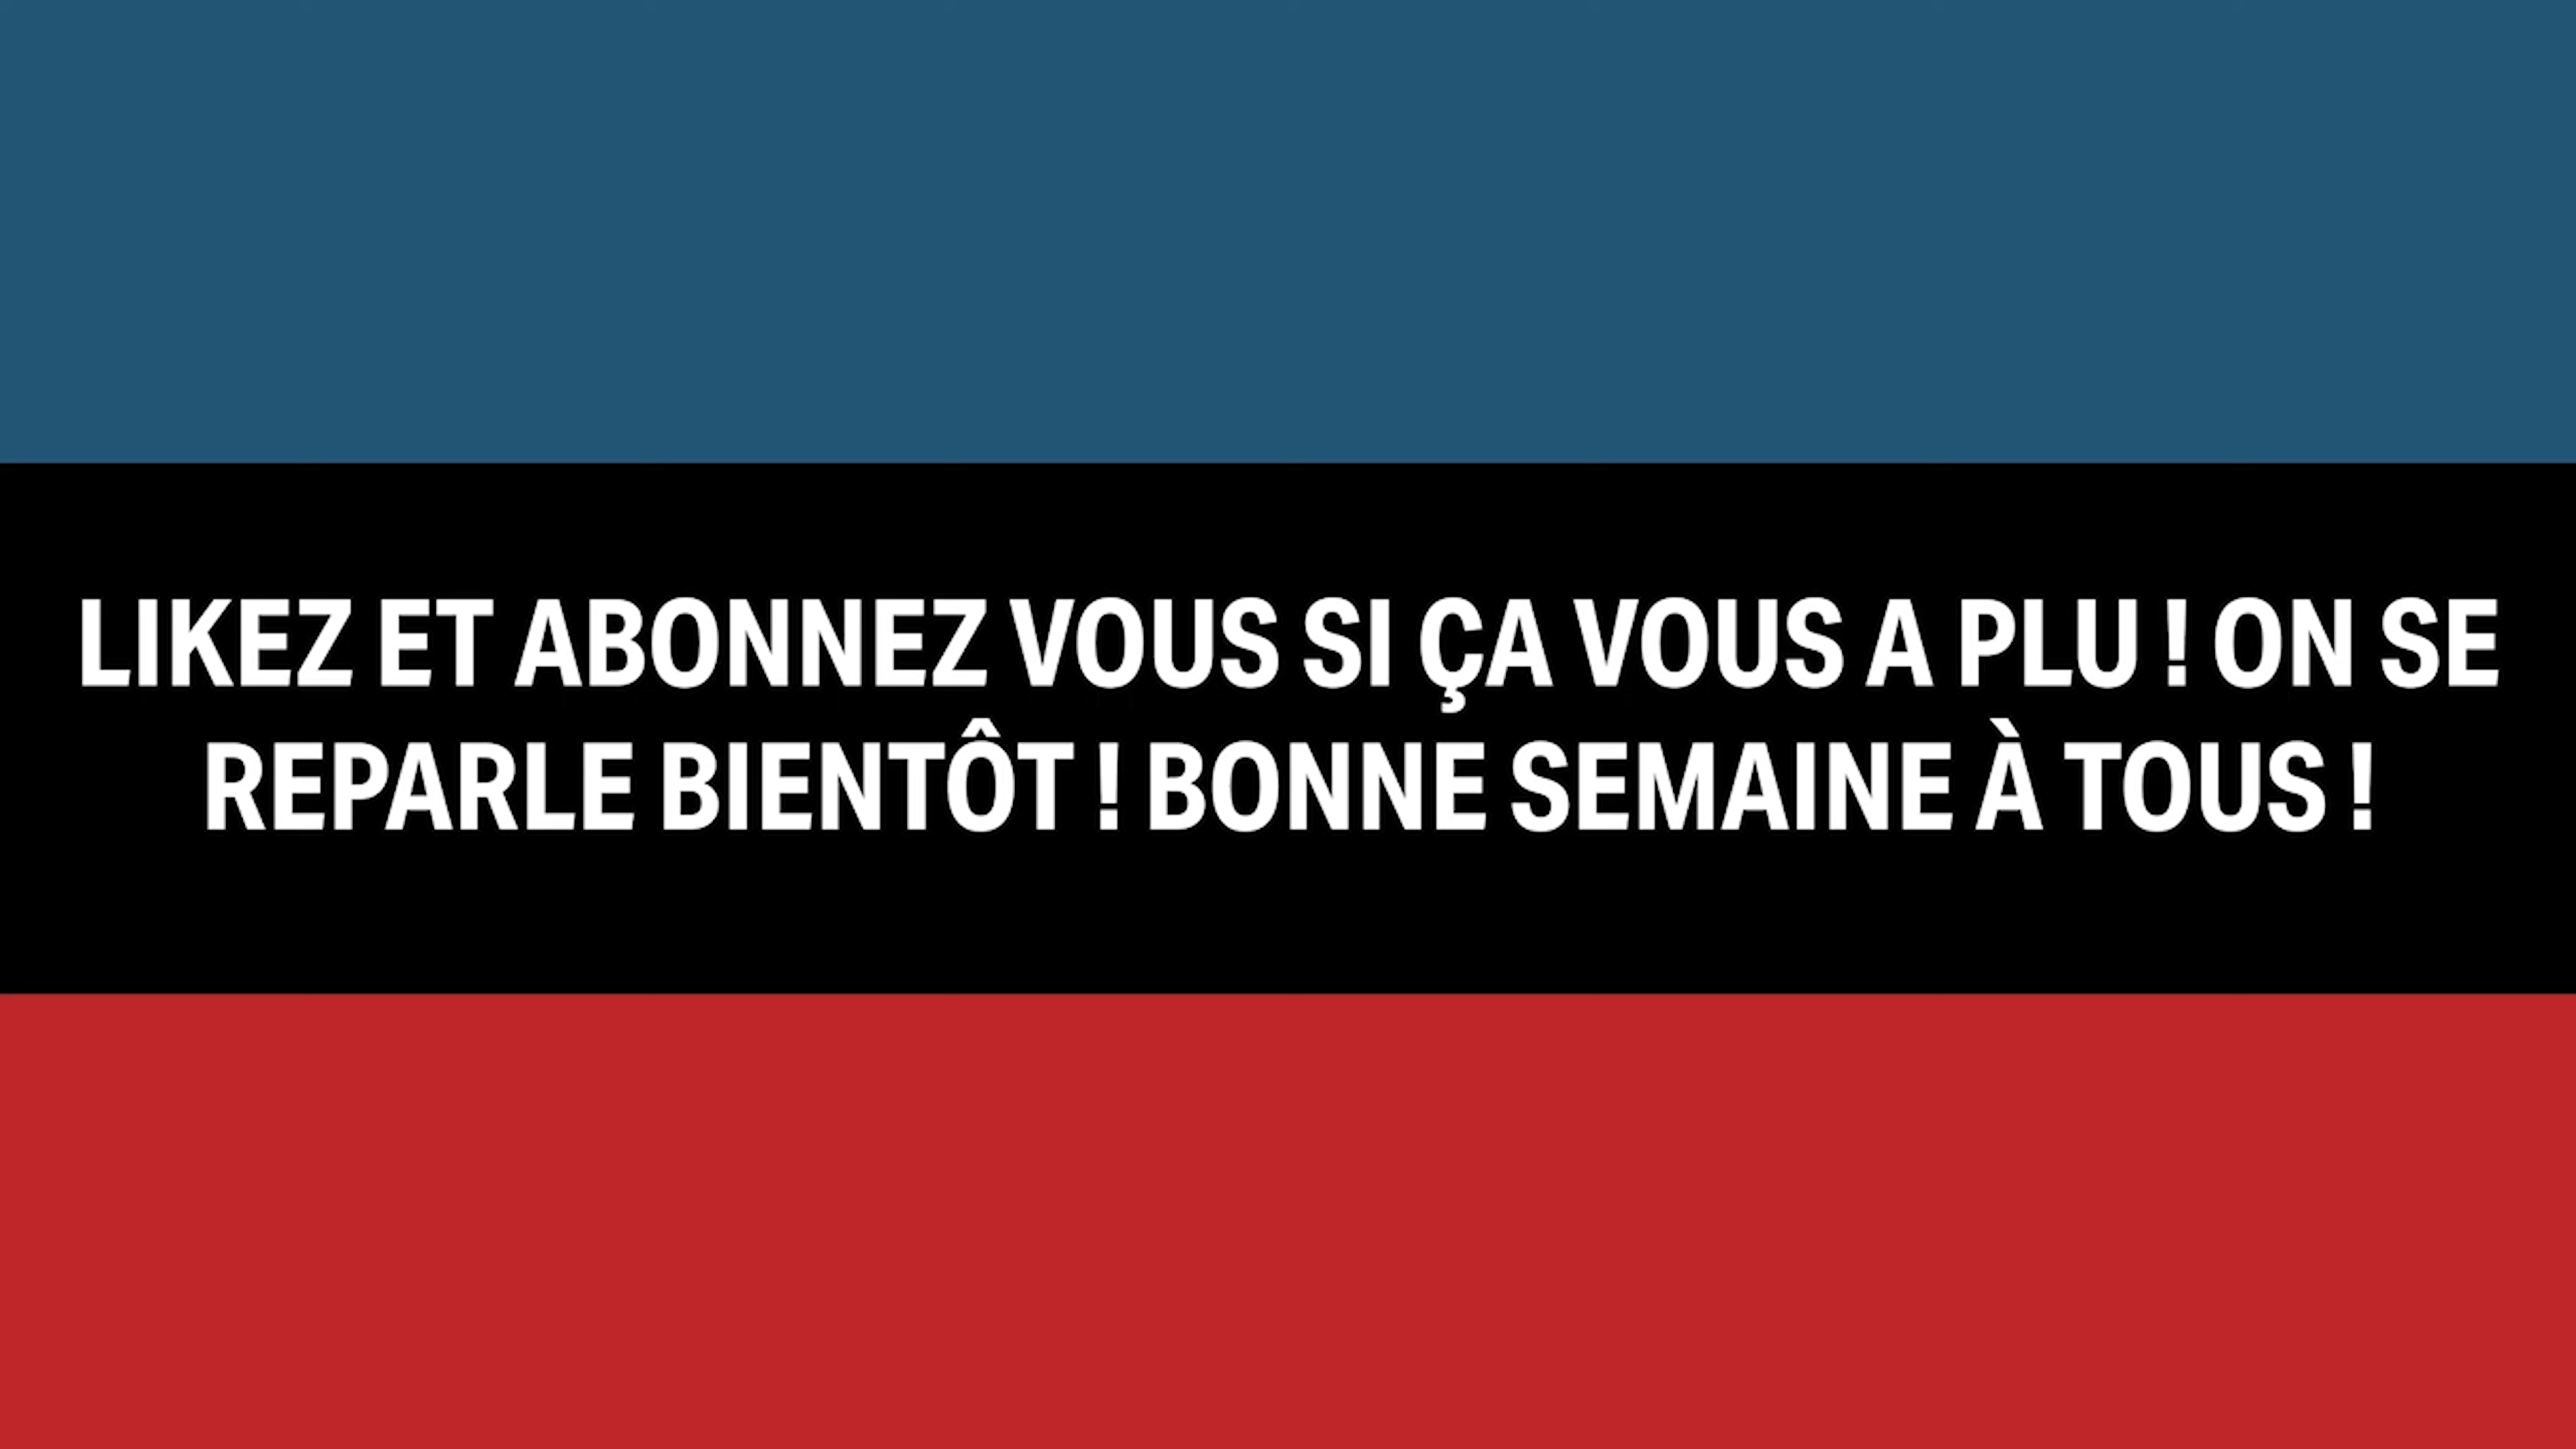 LIKEZ ET ABONNEZ VOUS SI ÇA VOUS A PLU ! ON SE
REPARLE BIENTÔT ! BONNE SEMAINE À TOUS !